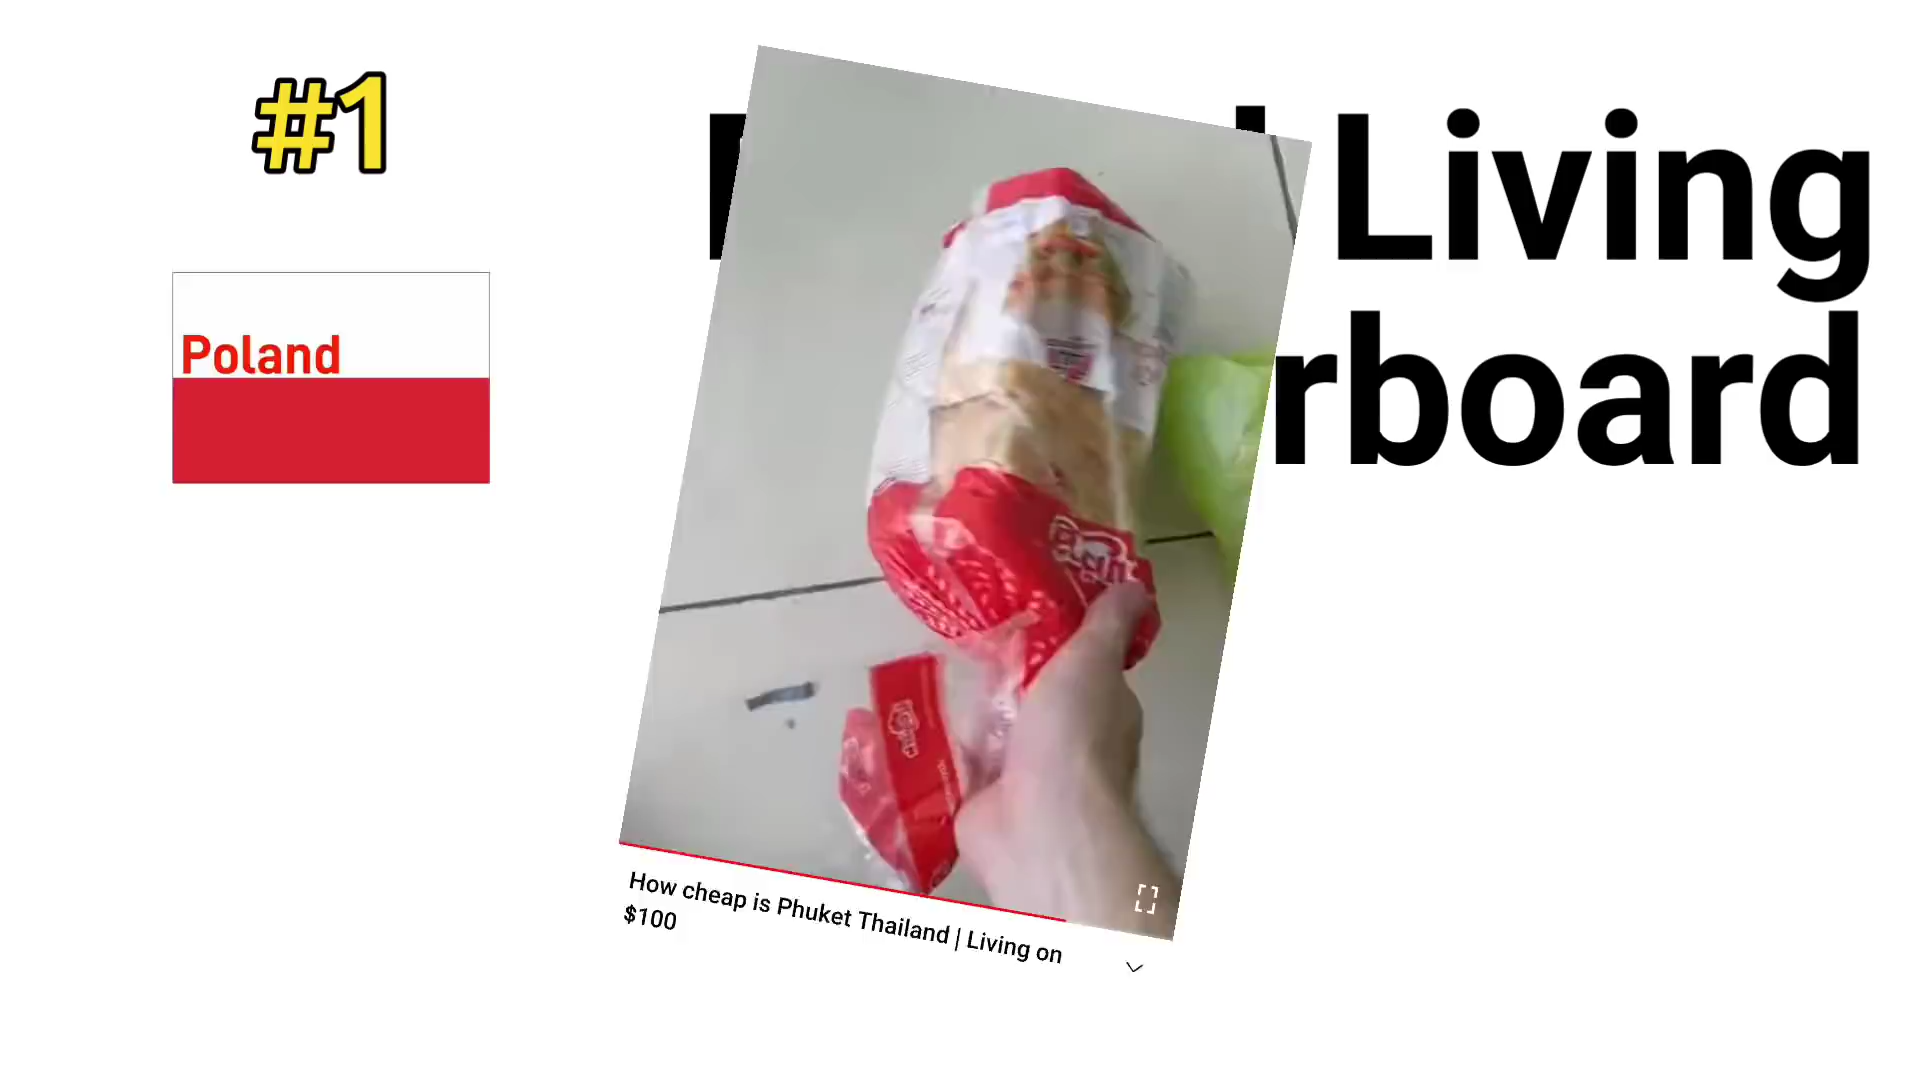 #1
Living
rboard
Poland
How cheap is Phuket Thailand | Living on
$100